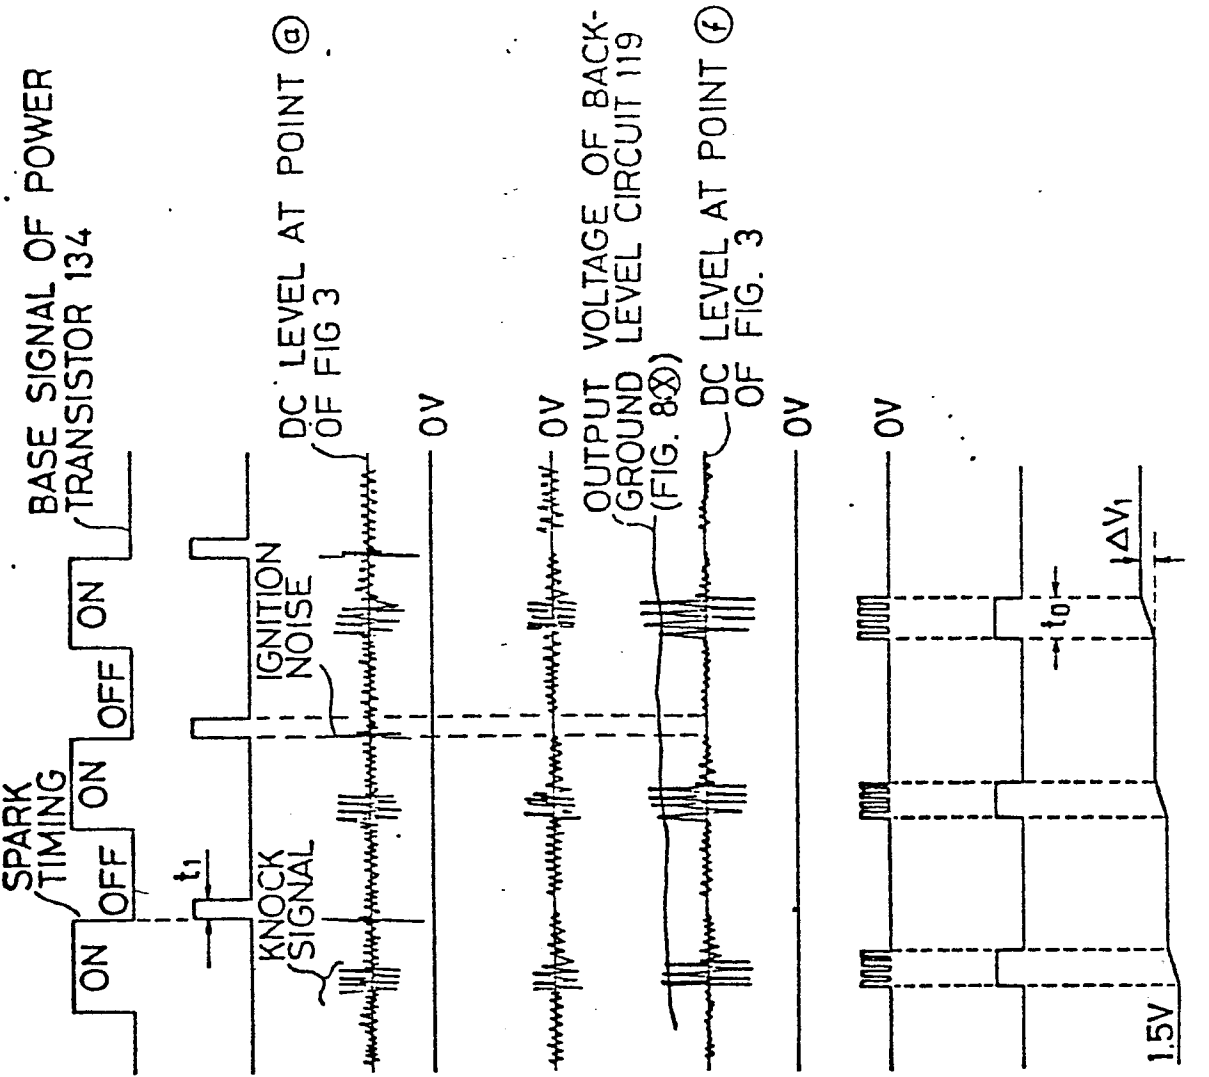 BASE SIGNAL OF POWER
TRANSISTOR 134
SPARK
TIMING
ON
OFF
ON
OFF
ON
t1
KNOCK
SIGNAL
IGNITION
NOISE
DC LEVEL AT POINT ⓐ
OF FIG 3
0V
0V
OUTPUT VOLTAGE OF BACK-
GROUND LEVEL CIRCUIT 119
(FIG. 8Ⓧ)
DC LEVEL AT POINT ⓕ
OF FIG. 3
0V
0V
t0
ΔV1
1.5V